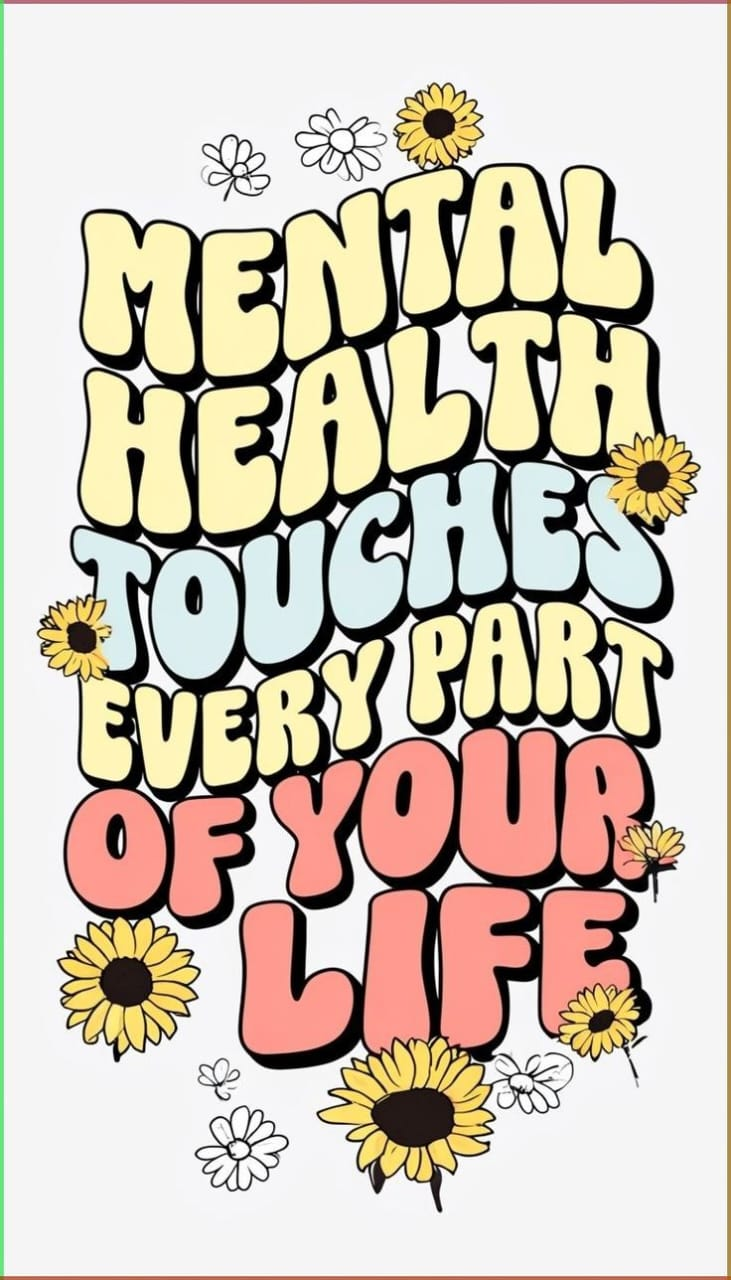 MENTAL
HEALTH
TOUCHES
EVERY PART
OF YOUR
LIFE